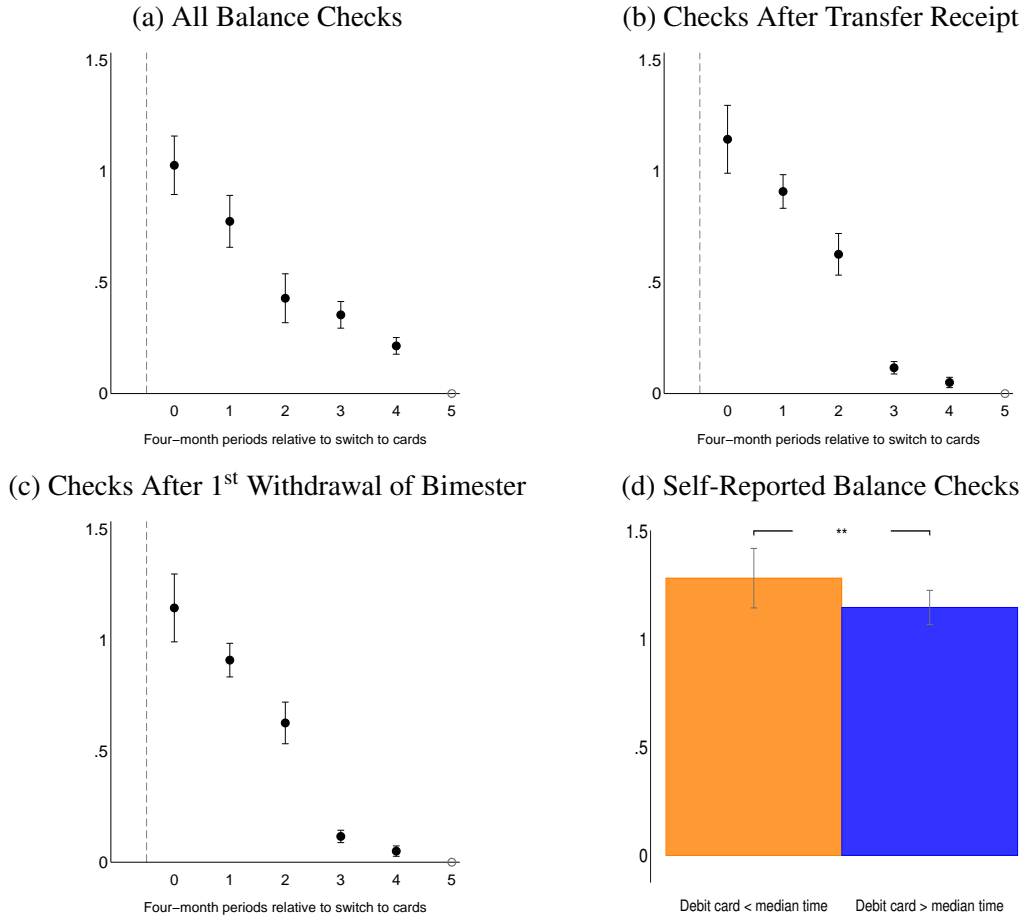 (a) All Balance Checks
1.5
1
.5
0
0 1 2 3 4 5
Four−month periods relative to switch to cards
(b) Checks After Transfer Receipt
1.5
1
.5
0
0 1 2 3 4 5
Four−month periods relative to switch to cards
(c) Checks After 1st Withdrawal of Bimester
1.5
1
.5
0
0 1 2 3 4 5
Four−month periods relative to switch to cards
(d) Self-Reported Balance Checks
1.5
**
1
.5
0
Debit card < median time Debit card > median time